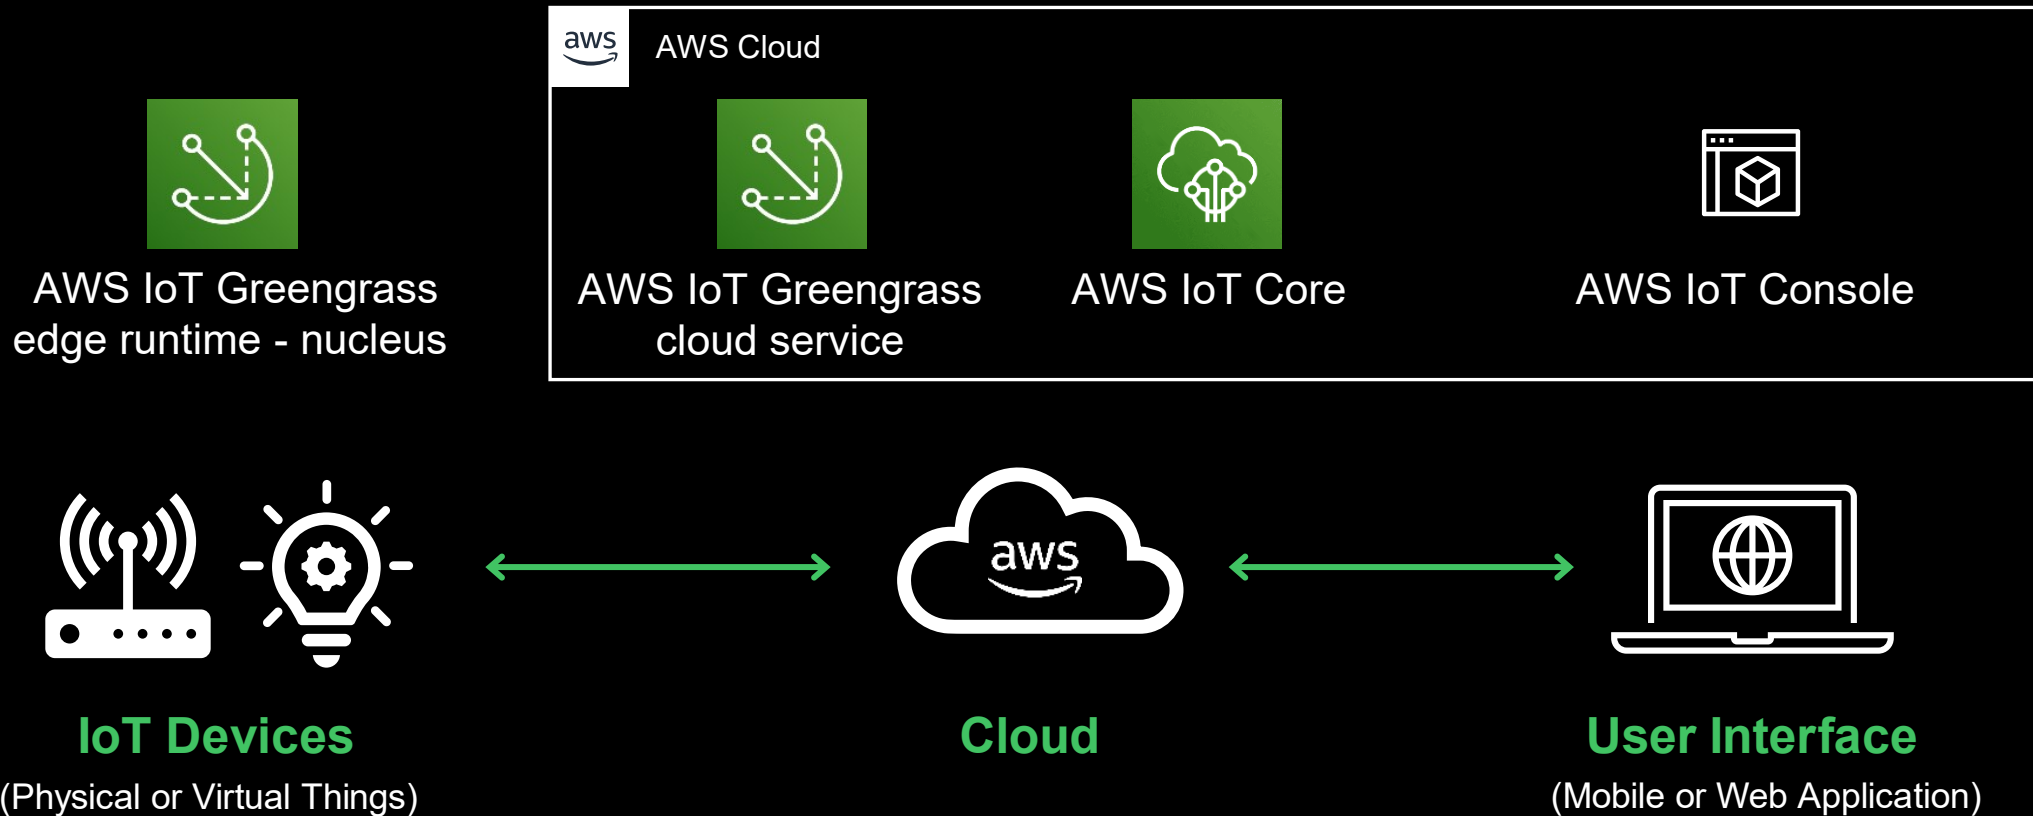 aws
AWS Cloud
AWS IoT Greengrass
edge runtime - nucleus
AWS IoT Greengrass
cloud service
AWS IoT Core
AWS IoT Console
aws
IoT Devices
(Physical or Virtual Things)
Cloud
User Interface
(Mobile or Web Application)